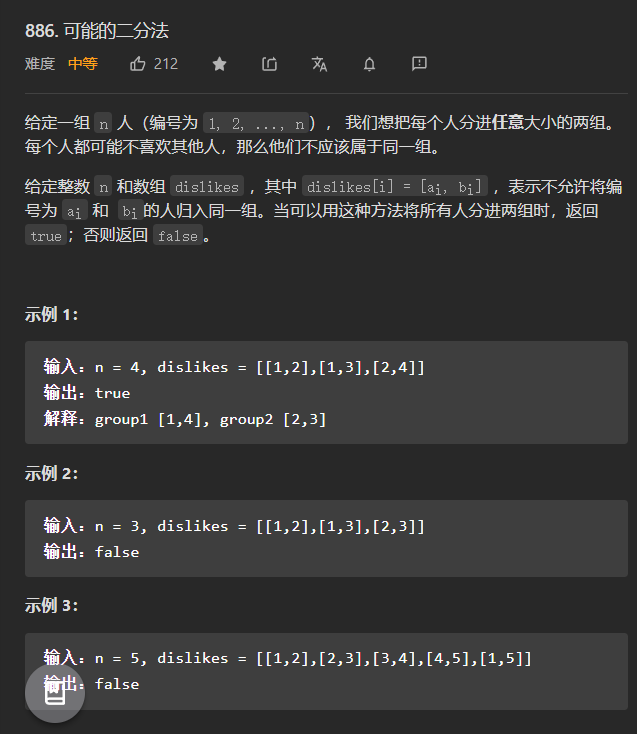 886. 可能的二分法
难度 中等 212
给定一组 n 人（编号为 1, 2, ..., n）， 我们想把每个人分进任意大小的两组。
每个人都可能不喜欢其他人，那么他们不应该属于同一组。
给定整数 n 和数组 dislikes ，其中 dislikes[i] = [ai, bi] ，表示不允许将编
号为 ai 和 bi的人归入同一组。当可以用这种方法将所有人分进两组时，返回
true；否则返回 false。
示例 1：
输入：n = 4, dislikes = [[1,2],[1,3],[2,4]]
输出：true
解释：group1 [1,4], group2 [2,3]
示例 2：
输入：n = 3, dislikes = [[1,2],[1,3],[2,3]]
输出：false
示例 3：
输入：n = 5, dislikes = [[1,2],[2,3],[3,4],[4,5],[1,5]]
输出：false